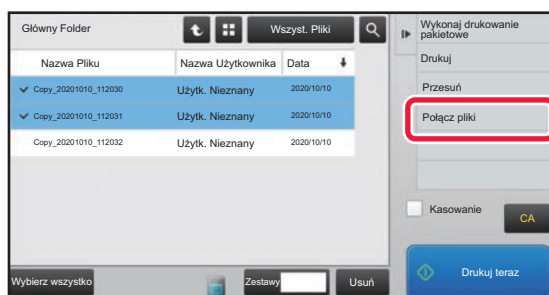 Główny Folder
Wszyst. Pliki
Nazwa Pliku Nazwa Użytkownika Data
Copy_20201010_112030 Użytk. Nieznany 2020/10/10
Copy_20201010_112031 Użytk. Nieznany 2020/10/10
Copy_20201010_112032 Użytk. Nieznany 2020/10/10
Wybierz wszystko Zestawy Usuń
Wykonaj drukowanie
pakietowe
Drukuj
Przesuń
Połącz pliki
Kasowanie
CA
Drukuj teraz